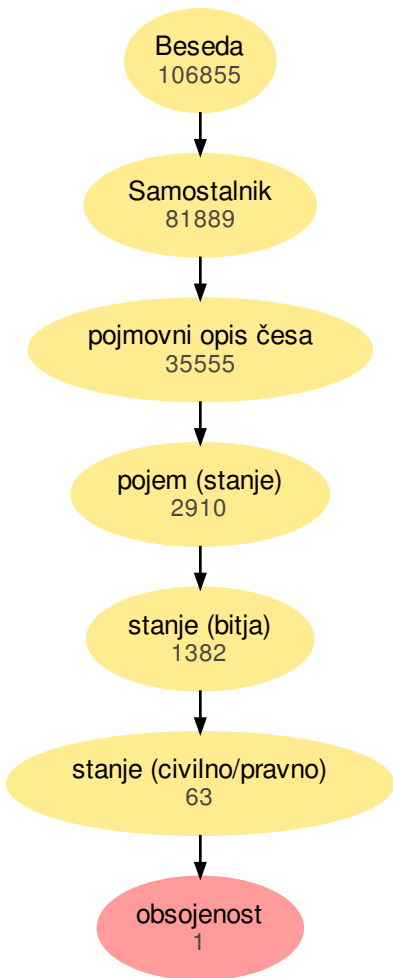 Beseda
106855
Samostalnik
81889
pojmovni opis česa
35555
pojem (stanje)
2910
stanje (bitja)
1382
stanje (civilno/pravno)
63
obsojenost
1